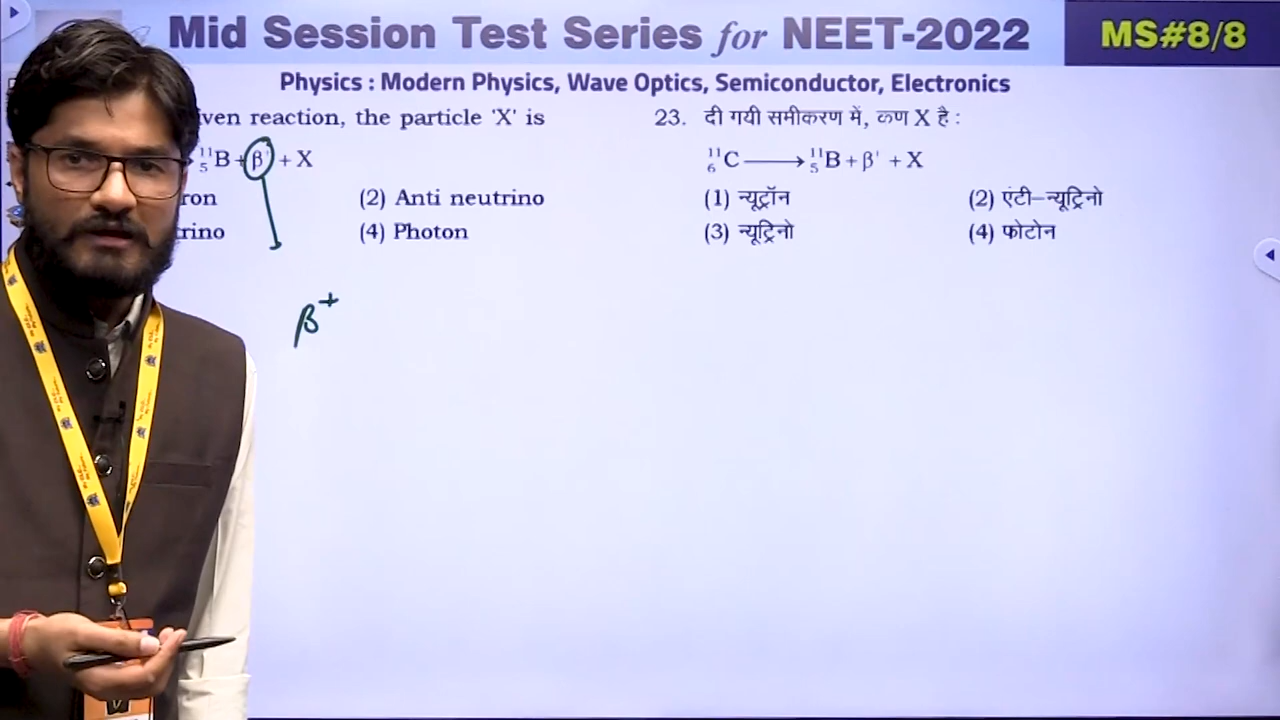 Mid Session Test Series for NEET-2022
MS#8/8
Physics : Modern Physics, Wave Optics, Semiconductor, Electronics
iven reaction, the particle 'X' is
¹¹₅B + β⁺ + X
ron (2) Anti neutrino
trino (4) Photon
β⁺
23. दी गयी समीकरण में, कण X है :
¹¹₆C ⟶ ¹¹₅B + β⁺ + X
(1) न्यूट्रॉन (2) एंटी–न्यूट्रिनो
(3) न्यूट्रिनो (4) फोटोन